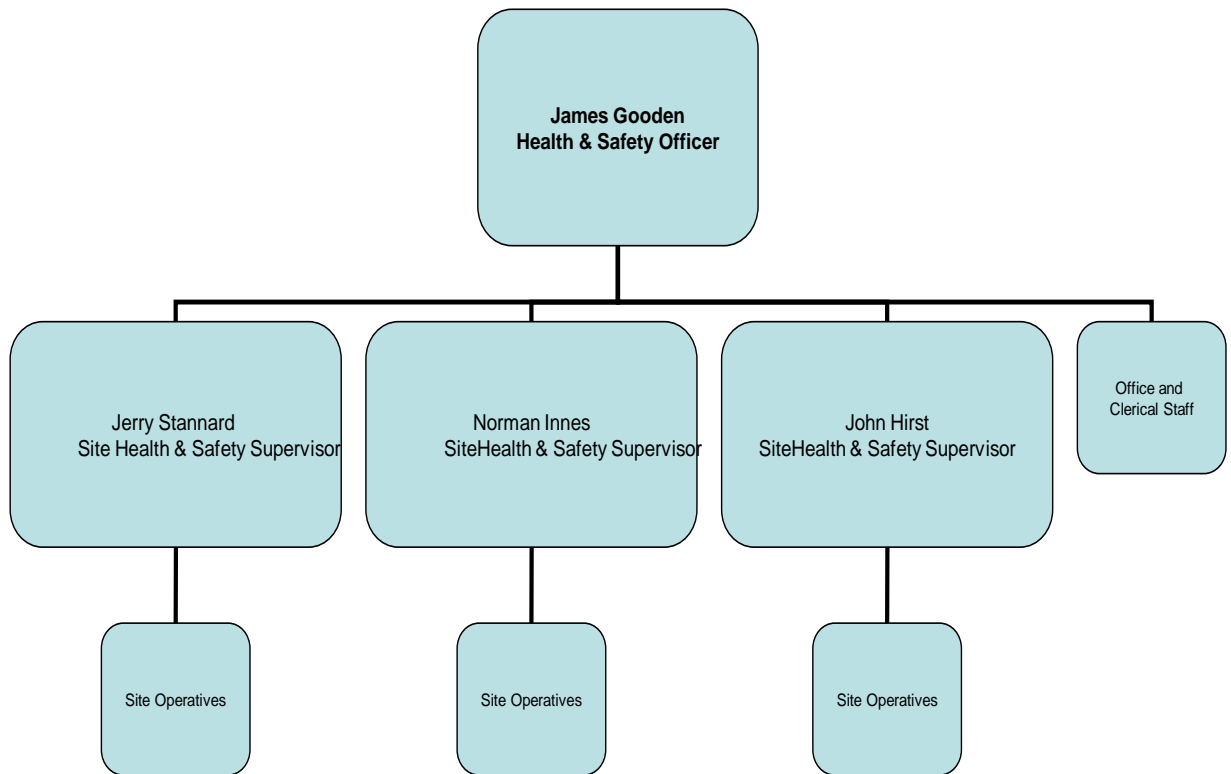 James Gooden
Health & Safety Officer
Jerry Stannard
Site Health & Safety Supervisor
Norman Innes
SiteHealth & Safety Supervisor
John Hirst
SiteHealth & Safety Supervisor
Office and
Clerical Staff
Site Operatives
Site Operatives
Site Operatives